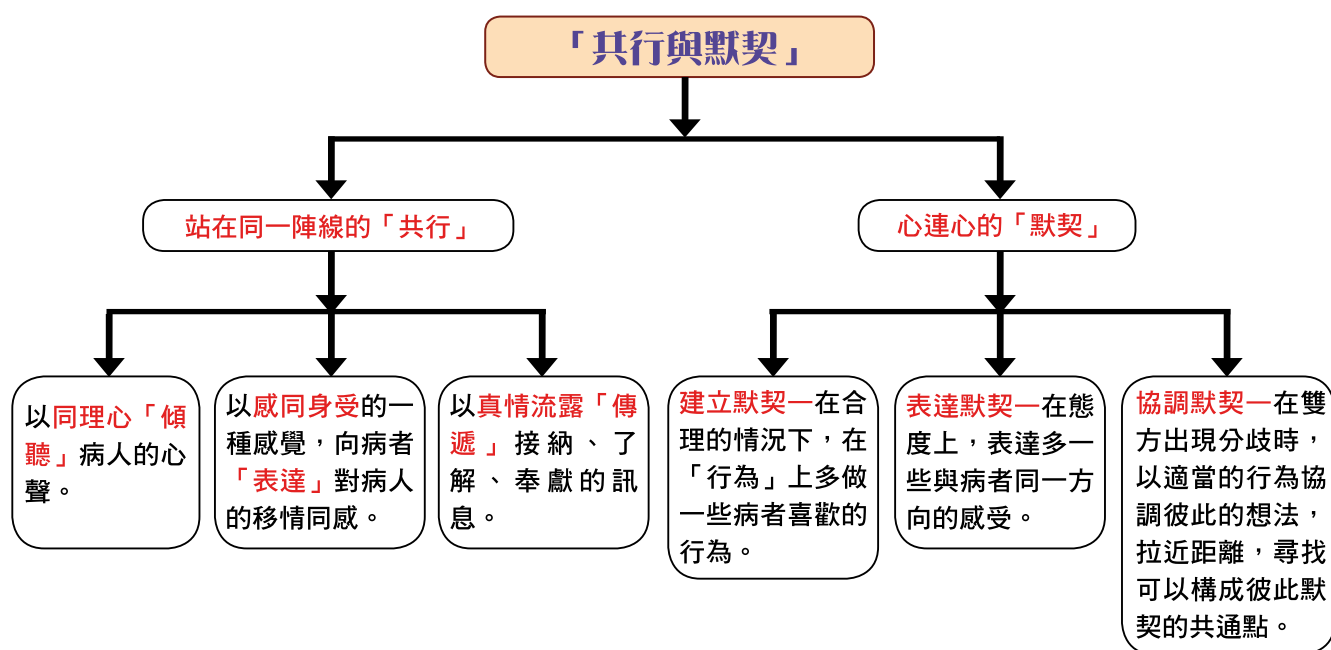 「共行與默契」
站在同一陣線的「共行」
心連心的「默契」
以同理心「傾
聽」病人的心
聲。
以感同身受的一
種感覺，向病者
「表達」對病人
的移情同感。
以真情流露「傳
遞」接納、了
解、奉獻的訊
息。
建立默契—在合
理的情況下，在
「行為」上多做
一些病者喜歡的
行為。
表達默契—在態
度上，表達多一
些與病者同一方
向的感受。
協調默契—在雙
方出現分歧時，
以適當的行為協
調彼此的想法，
拉近距離，尋找
可以構成彼此默
契的共通點。